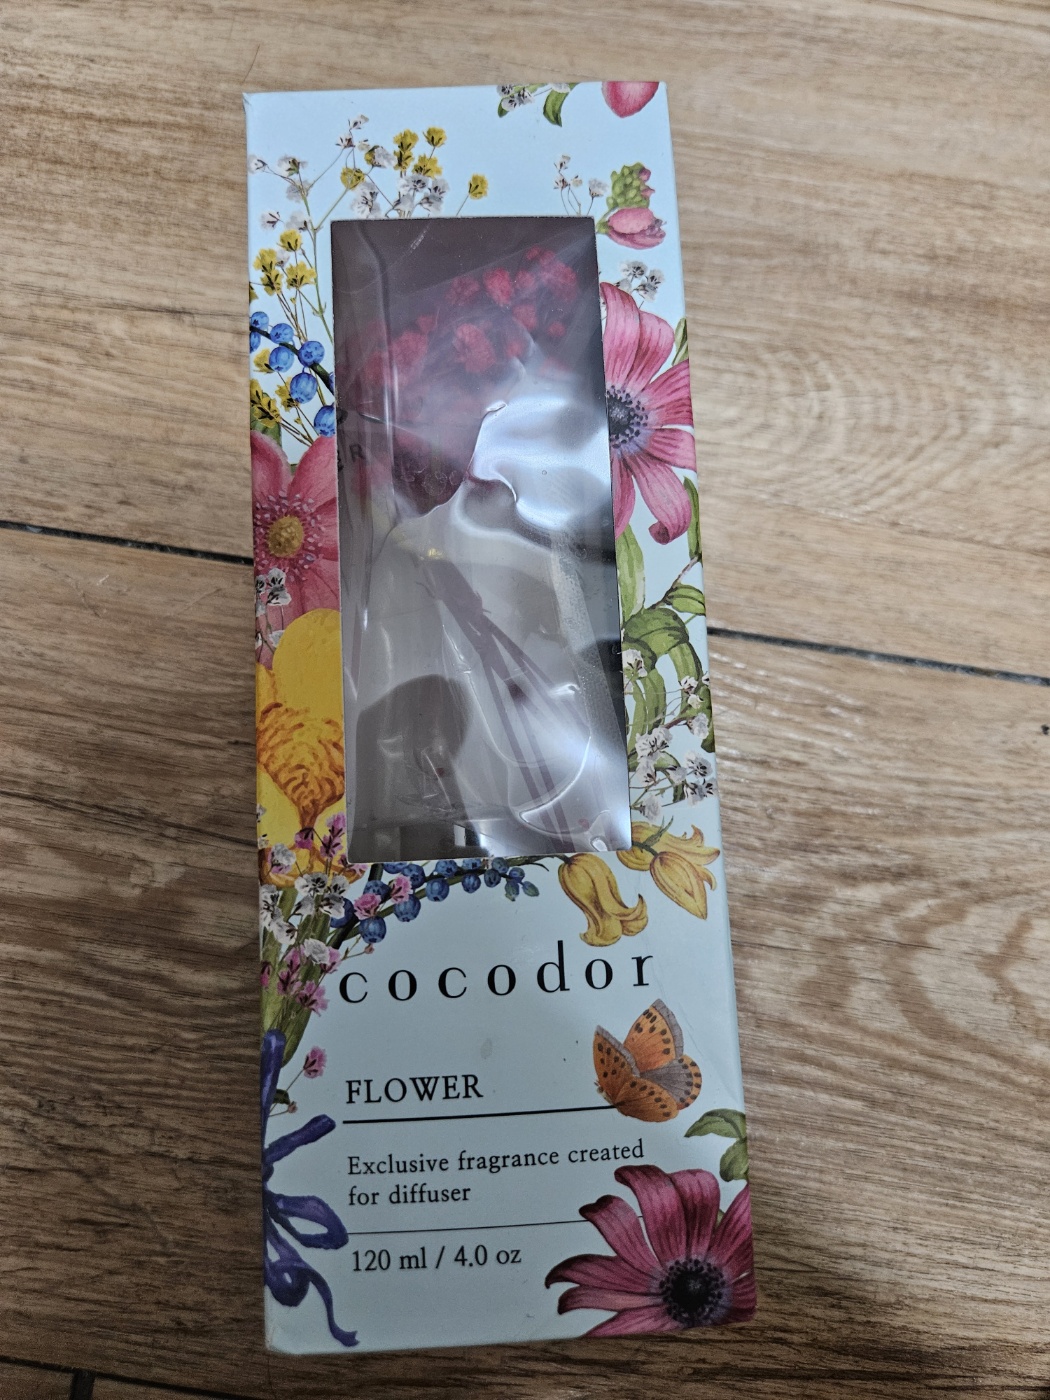 cocodor
FLOWER
Exclusive fragrance created
for diffuser
120 ml / 4.0 oz